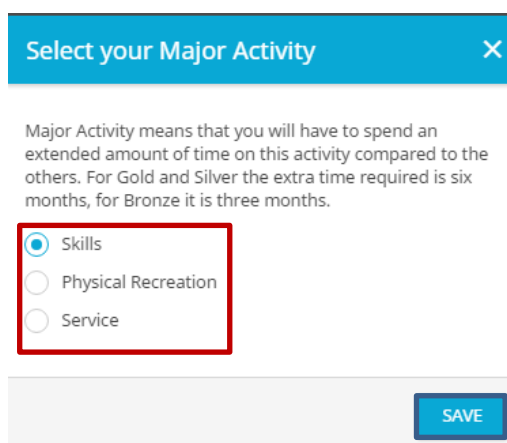 Select your Major Activity
Major Activity means that you will have to spend an
extended amount of time on this activity compared to the
others. For Gold and Silver the extra time required is six
months, for Bronze it is three months.
Skills
Physical Recreation
Service
SAVE